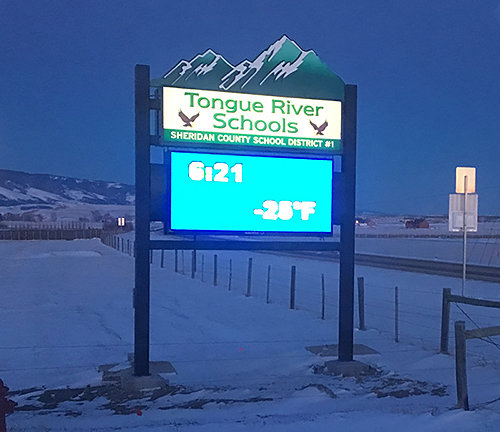 Tongue River
Schools
SHERIDAN COUNTY SCHOOL DISTRICT #1
6:21
-25°F